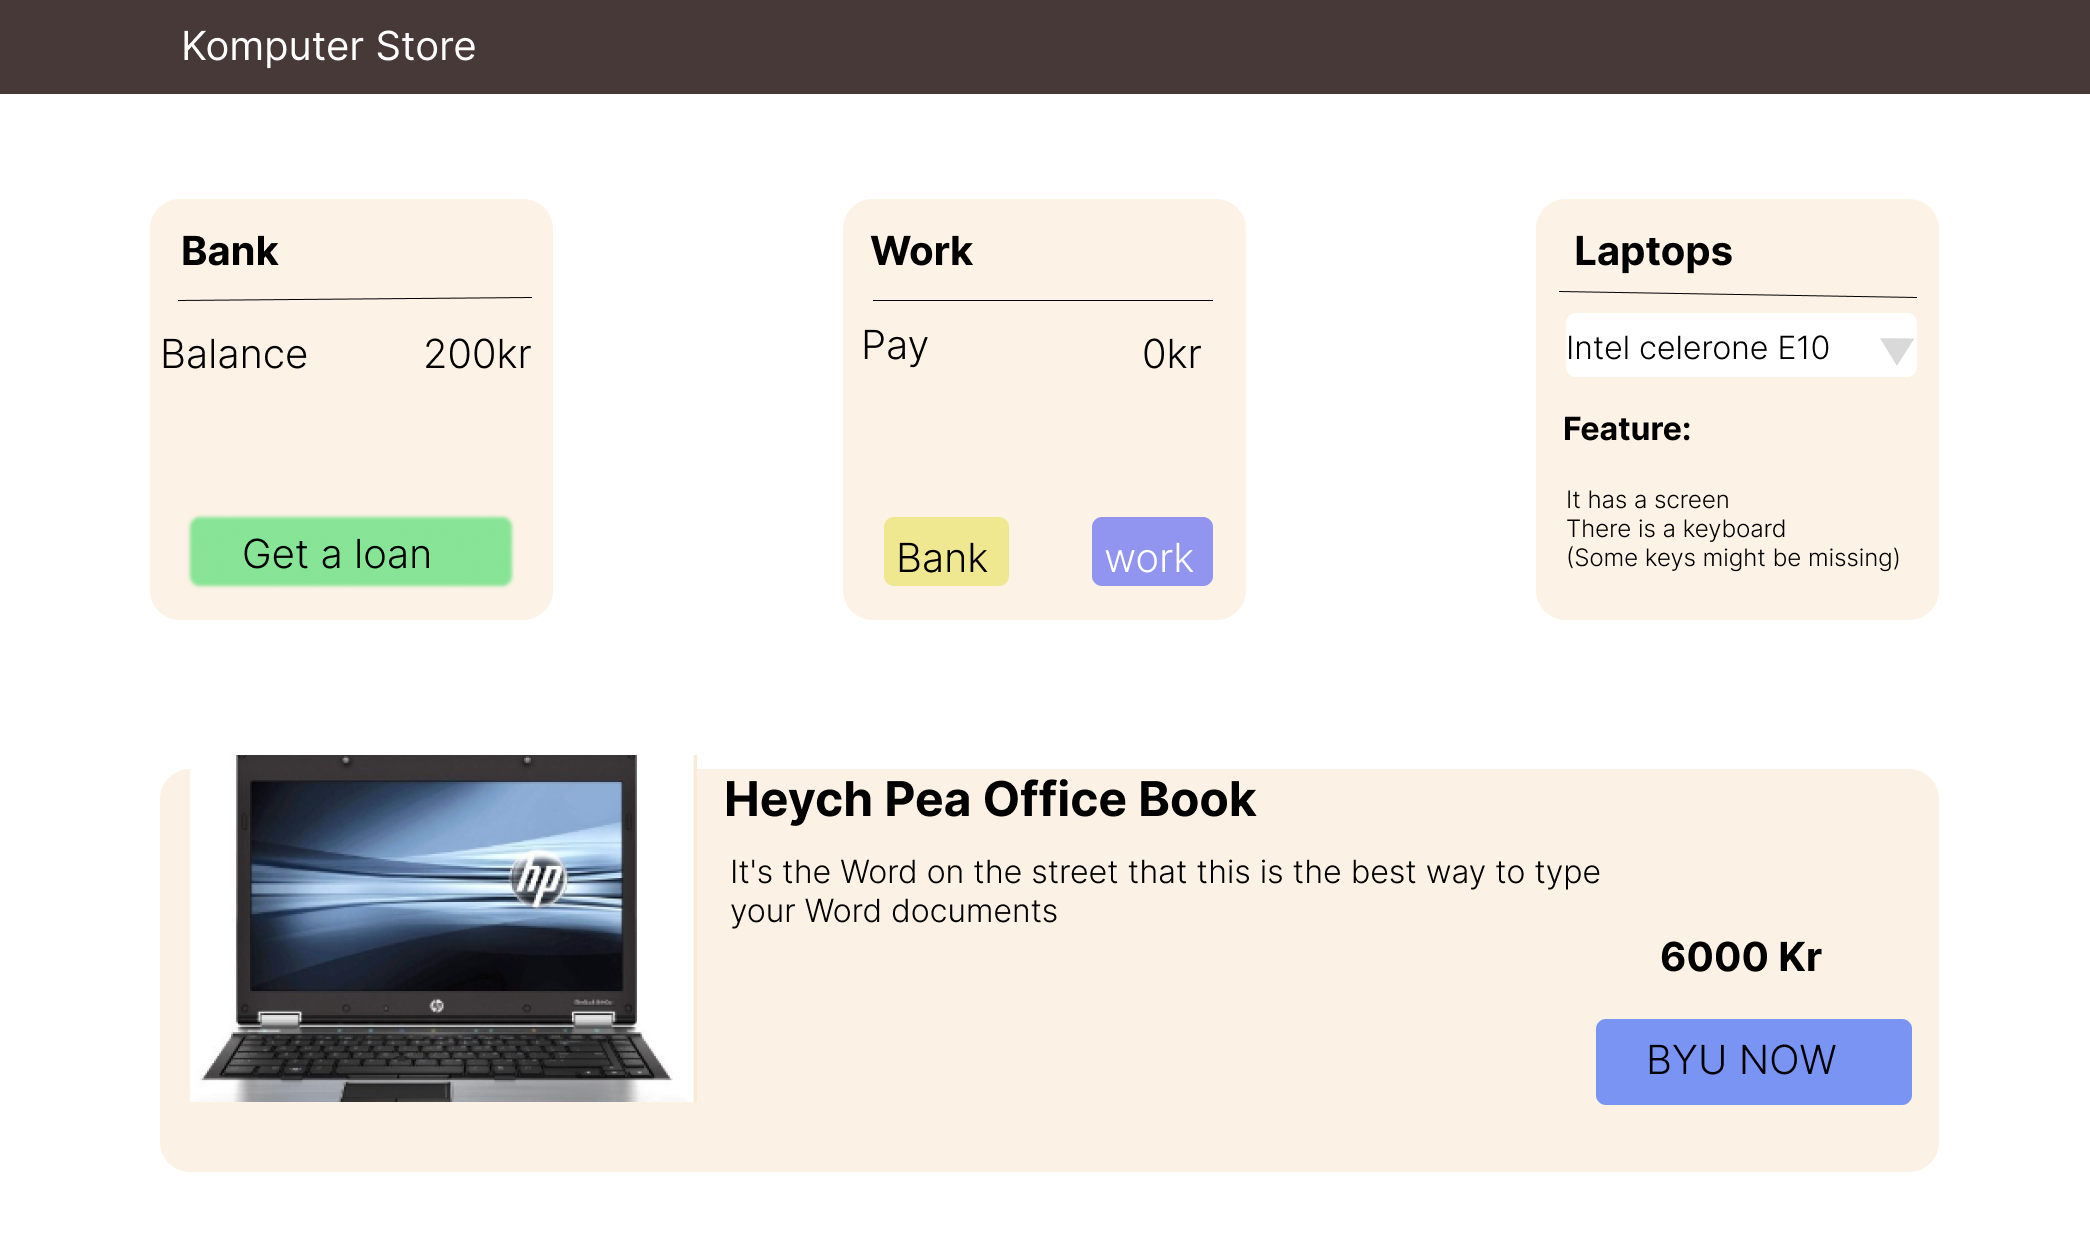 Komputer Store
Bank
Balance 200kr
Get a loan
Work
Pay 0kr
Bank work
Laptops
Intel celerone E10
Feature:
It has a screen
There is a keyboard
(Some keys might be missing)
hp
hp
Heych Pea Office Book
It's the Word on the street that this is the best way to type
your Word documents
6000 Kr
BYU NOW